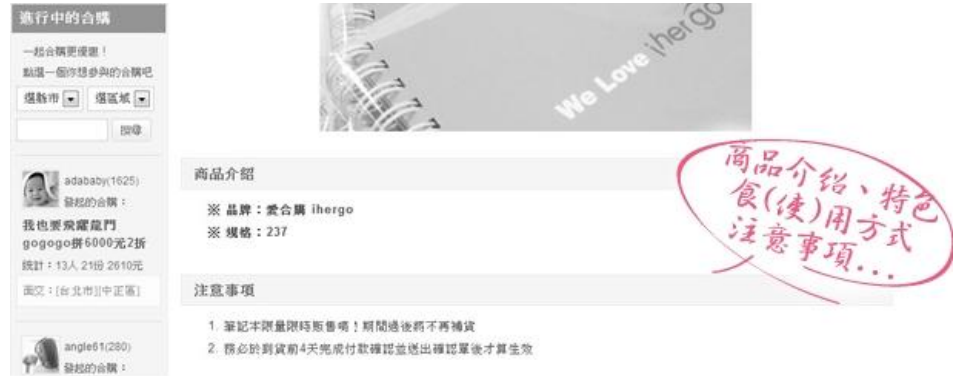 進行中的合購
一起合購更優惠！
點選一個你想參與的合購吧
選縣市 選區域
搜尋
adababy(1625)
發起的合購：
我也要飛躍龍門
gogogo拼6000元2折
統計：13人 21份 2610元
面交：[台北市][中正區]
angle61(280)
發起的合購：
We Love ihergo
商品介紹
※ 品牌：愛合購 ihergo
※ 規格：237
注意事項
1. 筆記本限量限時販售唷！期間過後將不再補貨
2. 務必於到貨前4天完成付款確認並送出確認單後才算生效
商品介紹、特色
食(使)用方式
注意事項...